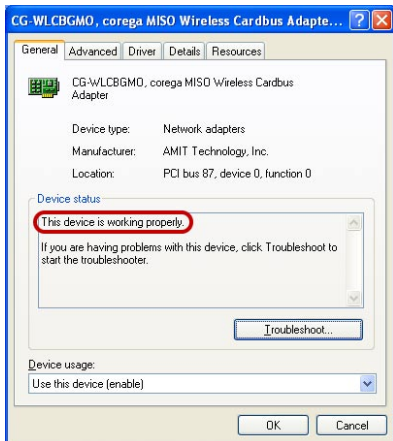 CG-WLCBGMO, corega MISO Wireless Cardbus Adapte...
General Advanced Driver Details Resources
CG-WLCBGMO, corega MISO Wireless Cardbus
Adapter
Device type: Network adapters
Manufacturer: AMIT Technology, Inc.
Location: PCI bus 87, device 0, function 0
Device status
This device is working properly.
If you are having problems with this device, click Troubleshoot to
start the troubleshooter.
Troubleshoot...
Device usage:
Use this device (enable)
OK Cancel